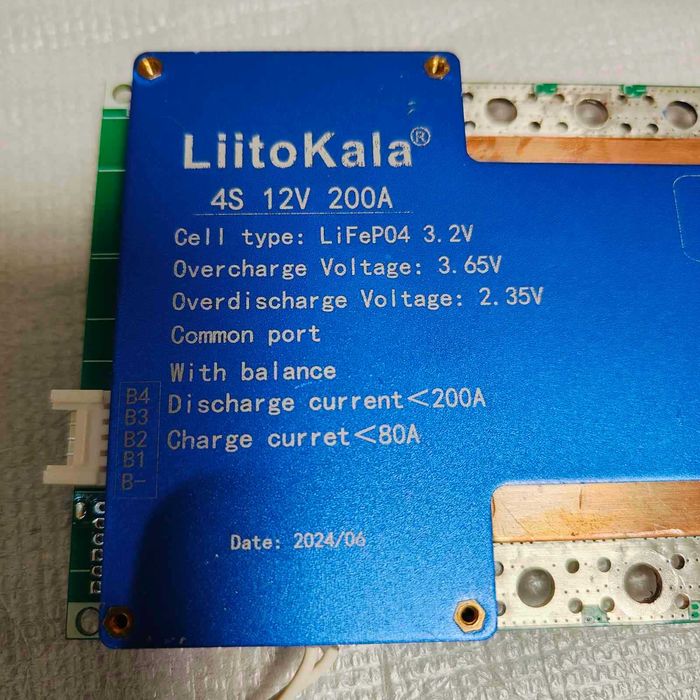 LiitoKala®
4S 12V 200A
Cell type: LiFePO4 3.2V
Overcharge Voltage: 3.65V
Overdischarge Voltage: 2.35V
Common port
With balance
Discharge current<200A
Charge curret<80A
B4
B3
B2
B1
B-
Date: 2024/06